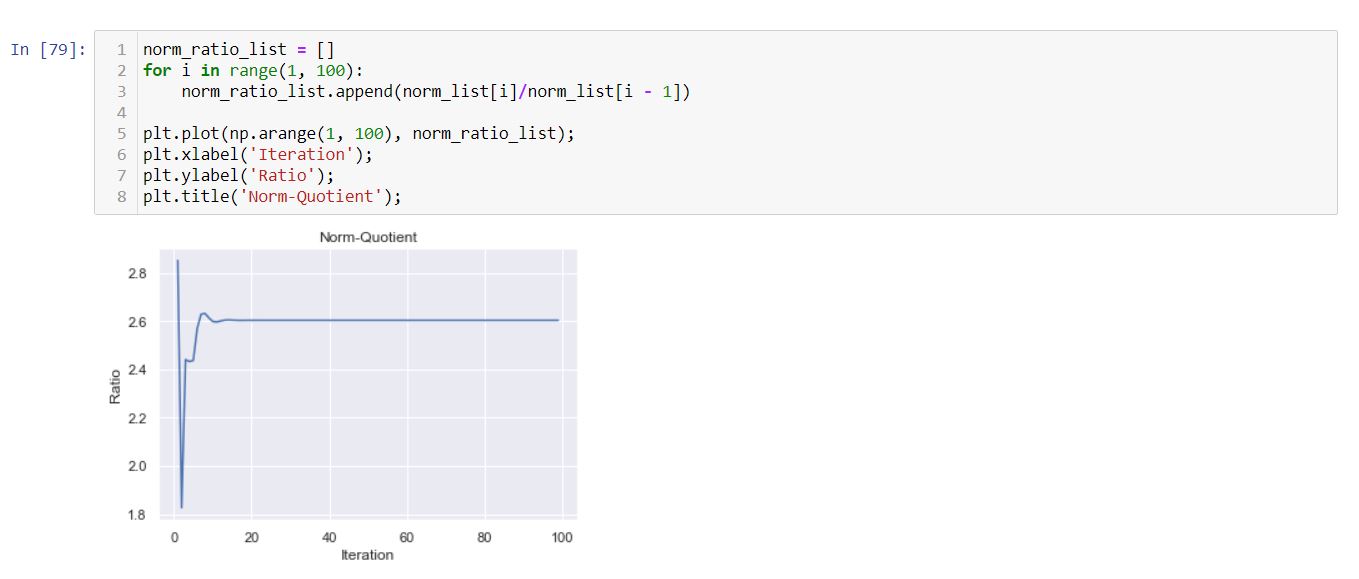 In [79]:
1 norm_ratio_list = []
2 for i in range(1, 100):
3     norm_ratio_list.append(norm_list[i]/norm_list[i - 1])
4
5 plt.plot(np.arange(1, 100), norm_ratio_list);
6 plt.xlabel('Iteration');
7 plt.ylabel('Ratio');
8 plt.title('Norm-Quotient');
Norm-Quotient
2.8
2.6
2.4
2.2
2.0
1.8
Ratio
0 20 40 60 80 100
Iteration